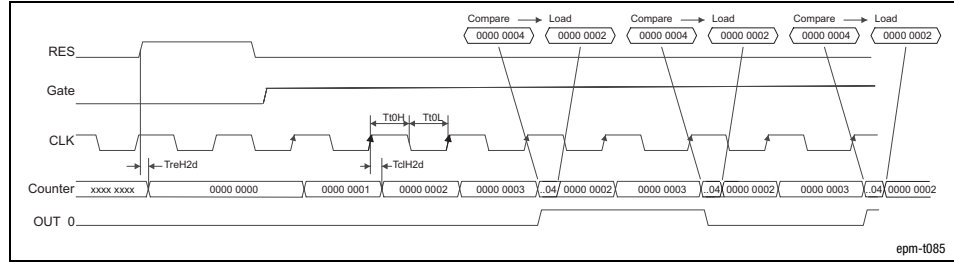 Compare Load Compare Load Compare Load
0000 0004 0000 0002 0000 0004 0000 0002 0000 0004 0000 0002
RES
Gate
Tt0H Tt0L
CLK
TreH2d TclH2d
Counter xxxx xxxx 0000 0000 0000 0001 0000 0002 0000 0003 ..04 0000 0002 0000 0003 ..04 0000 0002 0000 0003 ..04 0000 0002
OUT 0
epm-t085